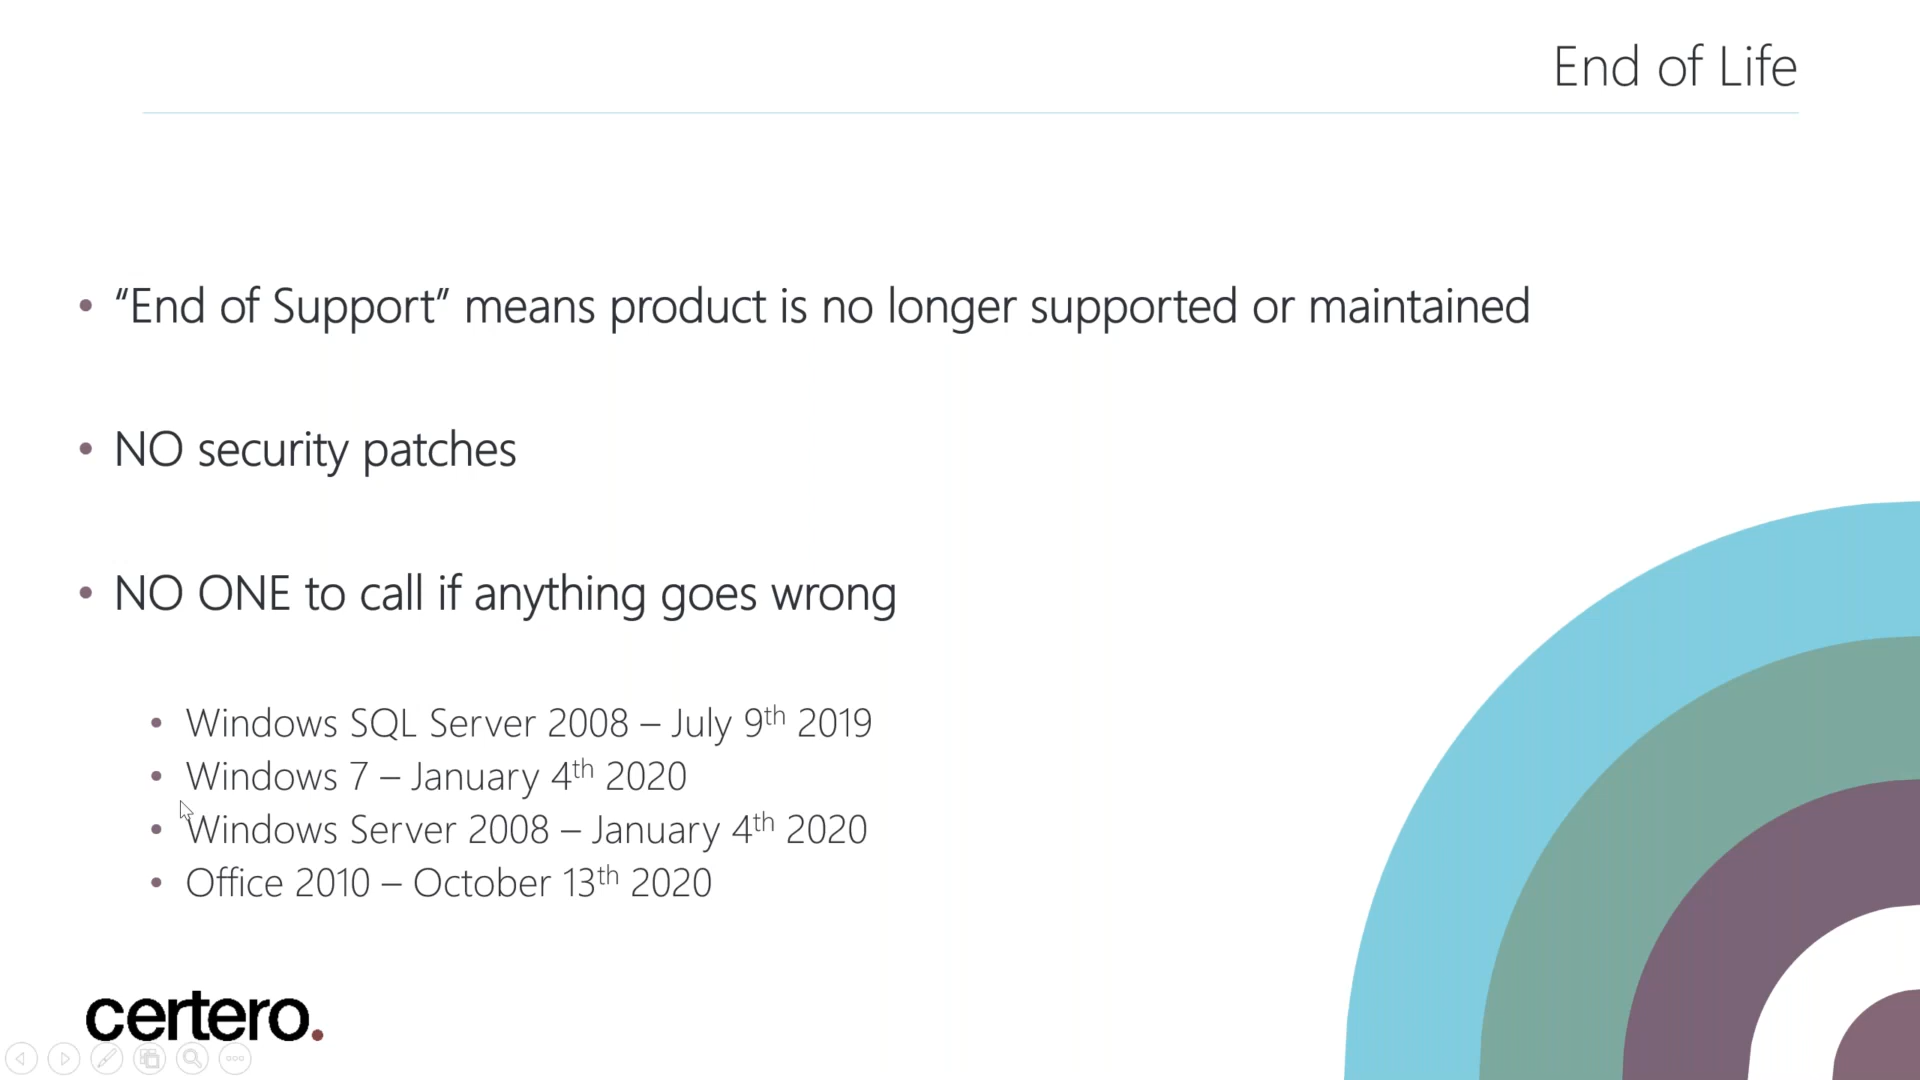 End of Life
• “End of Support” means product is no longer supported or maintained
• NO security patches
• NO ONE to call if anything goes wrong
• Windows SQL Server 2008 – July 9th 2019
• Windows 7 – January 4th 2020
• Windows Server 2008 – January 4th 2020
• Office 2010 – October 13th 2020
certero.